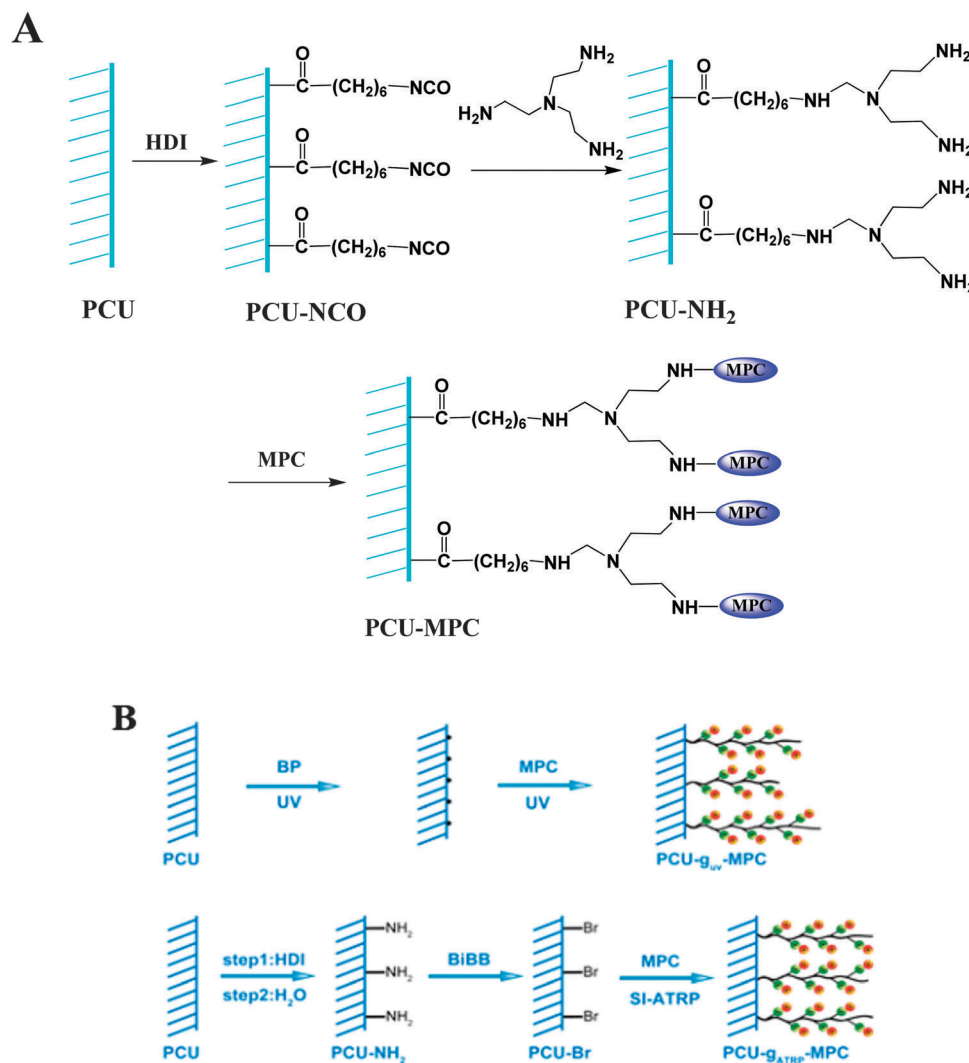 A
O
C
(CH2)6
NCO
O
C
(CH2)6
NCO
O
C
(CH2)6
NCO
HDI
NH2
N
H2N
NH2
O
C
(CH2)6
NH
N
NH2
NH2
O
C
(CH2)6
NH
N
NH2
NH2
PCU
PCU-NCO
PCU-NH2
MPC
O
C
(CH2)6
NH
N
NH
MPC
NH
MPC
O
C
(CH2)6
NH
N
NH
MPC
NH
MPC
PCU-MPC
B
BP
UV
MPC
UV
PCU
PCU-guv-MPC
step1:HDI
step2:H2O
NH2
NH2
NH2
BiBB
Br
Br
Br
MPC
SI-ATRP
PCU
PCU-NH2
PCU-Br
PCU-gATRP-MPC